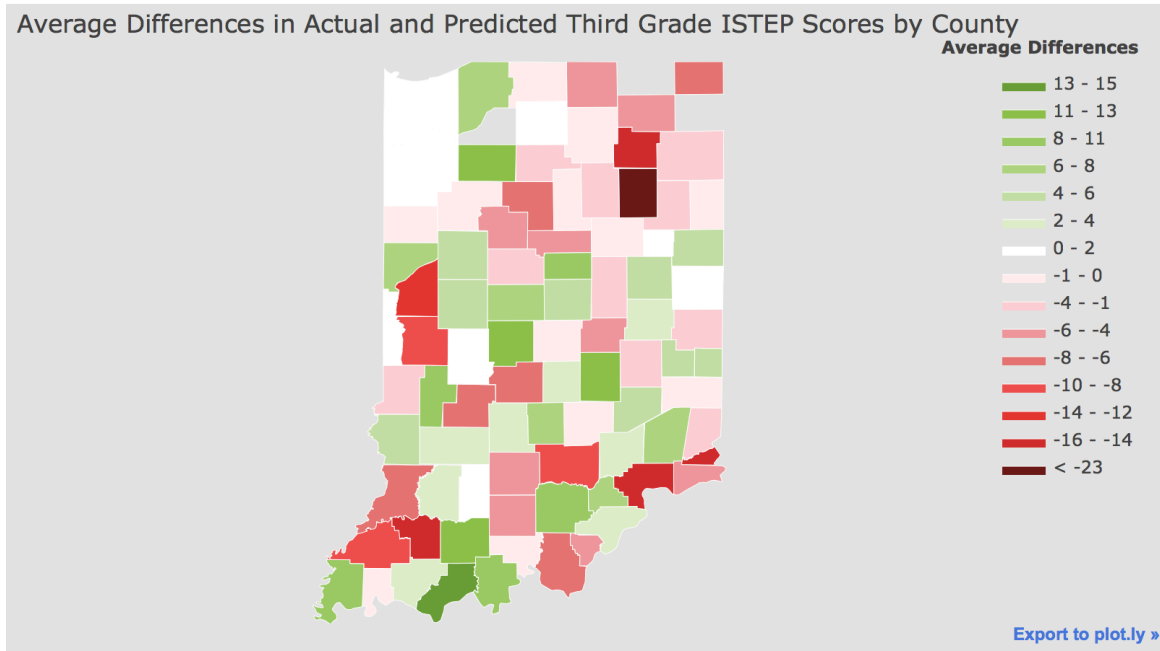 Average Differences in Actual and Predicted Third Grade ISTEP Scores by County
Average Differences
13 - 15
11 - 13
8 - 11
6 - 8
4 - 6
2 - 4
0 - 2
-1 - 0
-4 - -1
-6 - -4
-8 - -6
-10 - -8
-14 - -12
-16 - -14
< -23
Export to plot.ly »